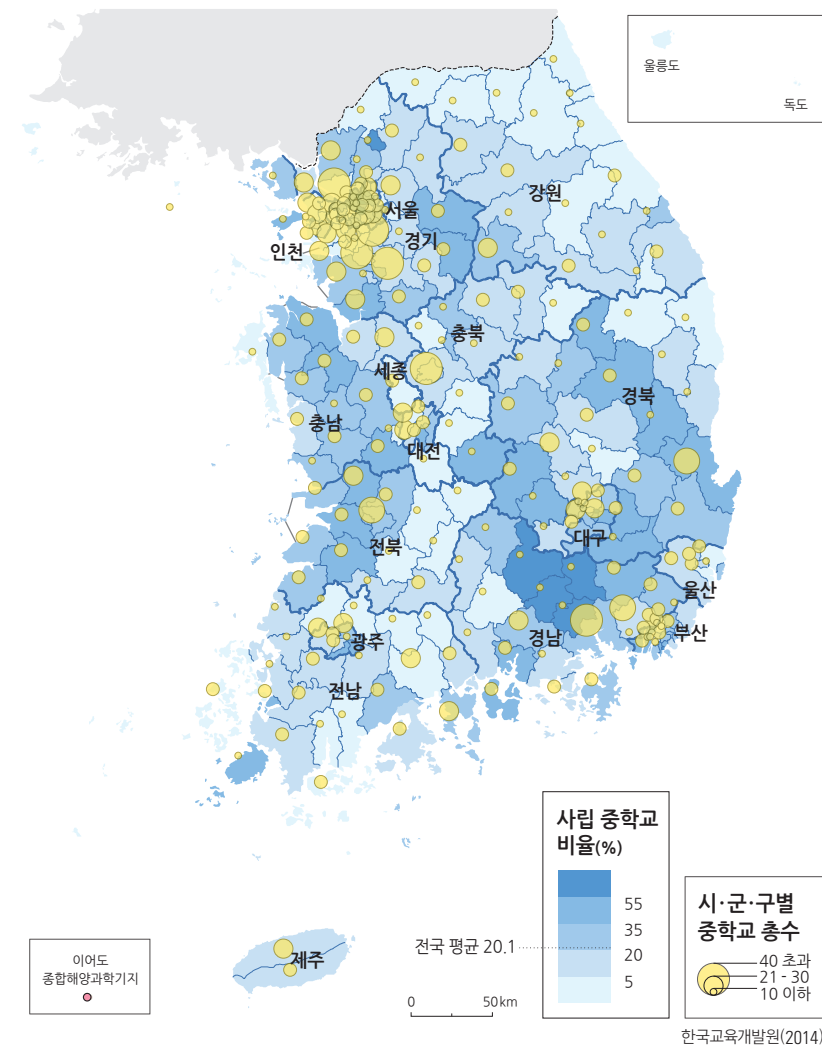 울릉도
독도
강원
서울
경기
인천
충북
세종
경북
충남
대전
대구
전북
울산
부산
경남
광주
전남
제주
이어도
종합해양과학기지
0 50km
사립 중학교
비율(%)
55
35
20
5
전국 평균 20.1
시·군·구별
중학교 총수
40 초과
21 - 30
10 이하
한국교육개발원(2014)